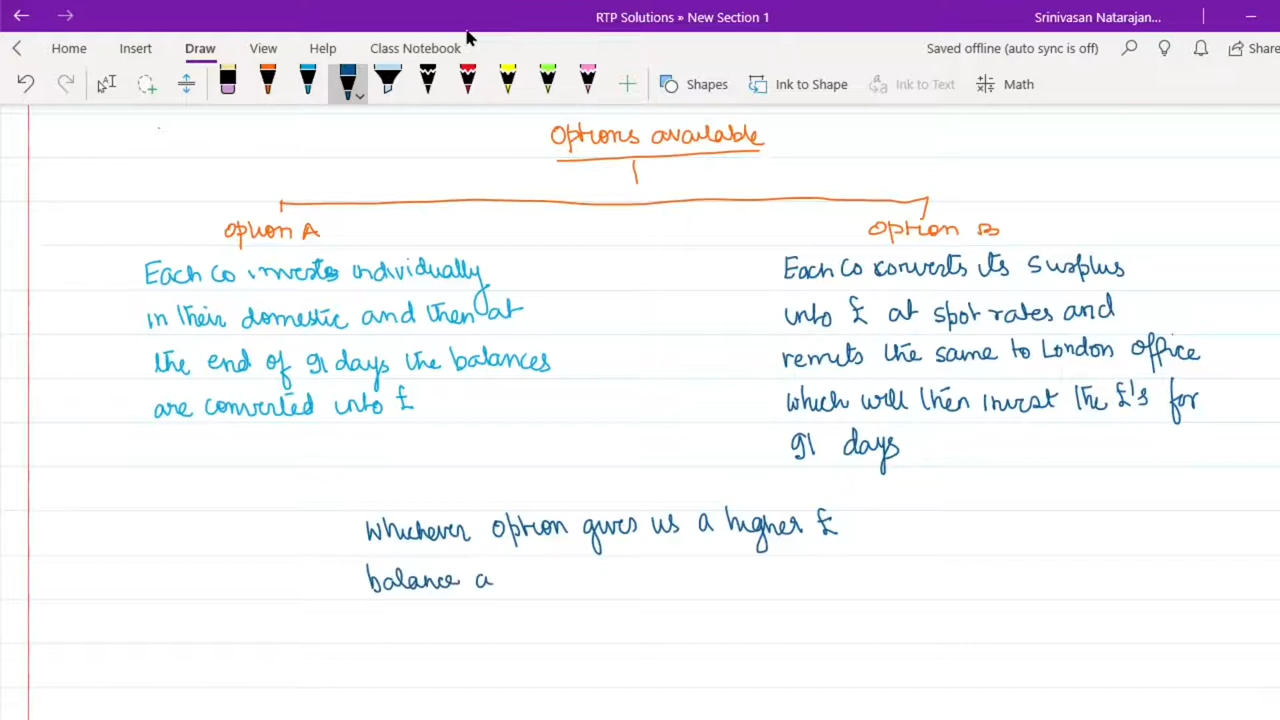 RTP Solutions » New Section 1
Srinivasan Natarajan...
Home Insert Draw View Help Class Notebook
Saved offline (auto sync is off)
Share
Shapes
Ink to Shape
Ink to Text
Math
Options available
Option A
Each co invests individually
in their domestic and then at
the end of 91 days the balances
are converted into £
Option B
Each Co converts its Surplus
into £ at spot rates and
remits the same to London office
which will then invest the £'s for
91 days
Whichever option gives us a higher £
balance a